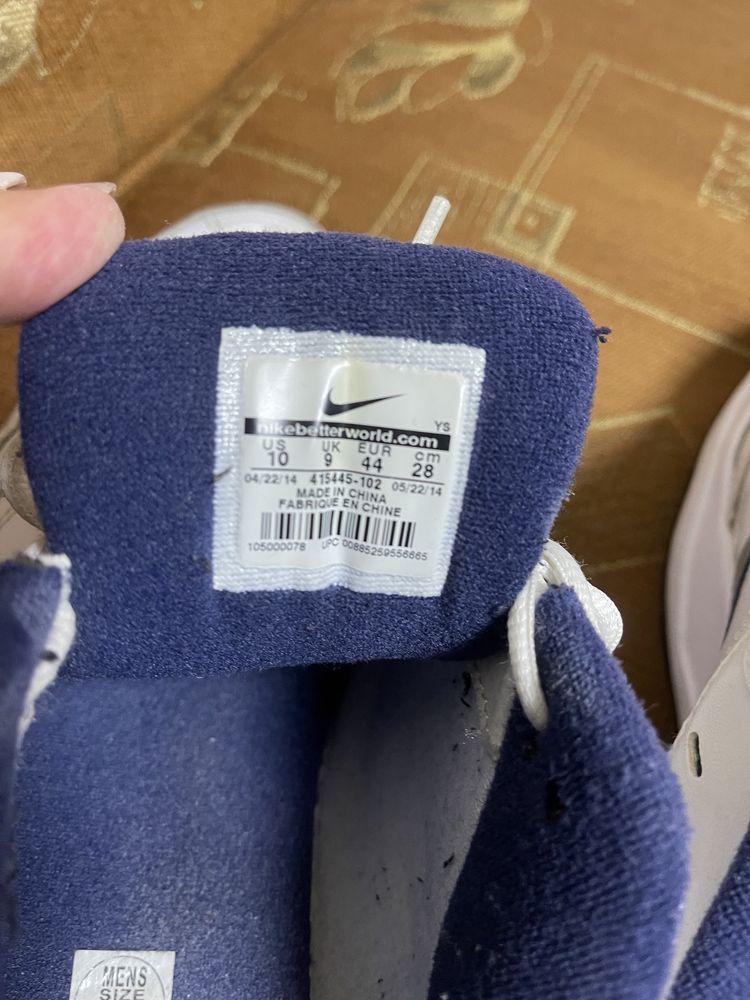 YS
nikebetterworld.com
US UK EUR cm
10 9 44 28
04/22/14 415445-102 05/22/14
MADE IN CHINA
FABRIQUE EN CHINE
105000078 UPC 00885259556665
MENS
SIZE